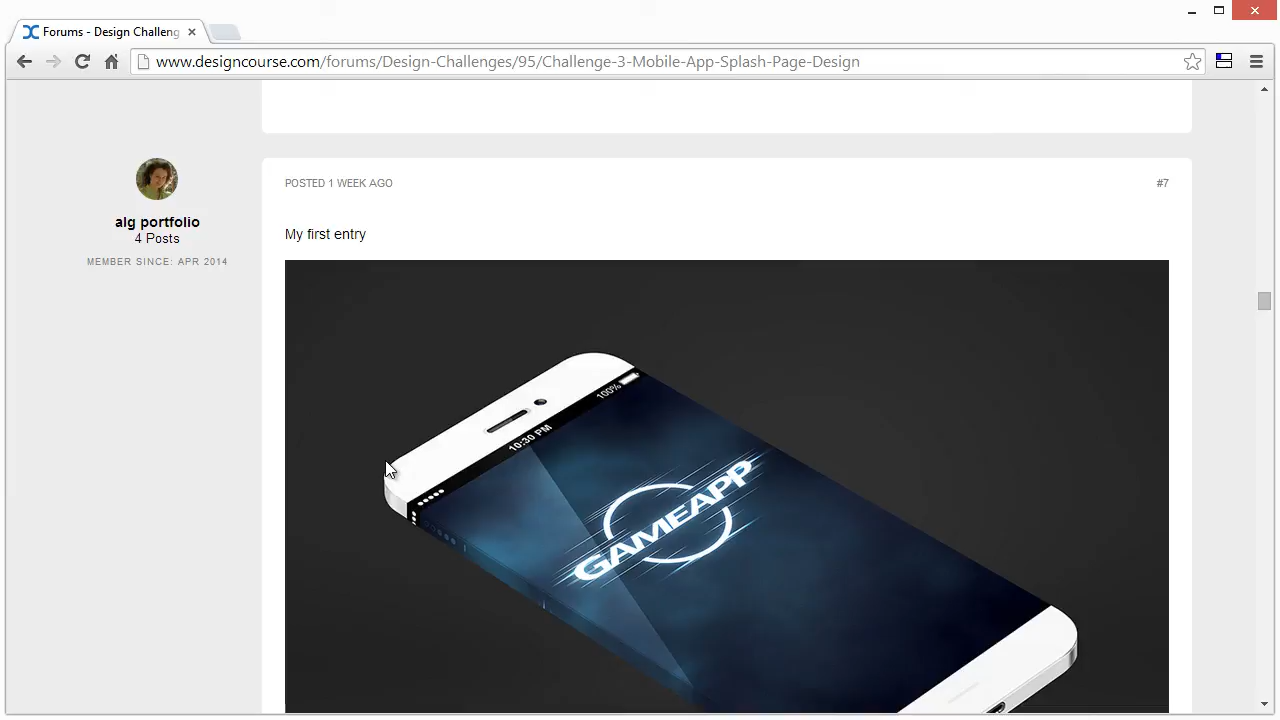 Forums - Design Challeng
www.designcourse.com/forums/Design-Challenges/95/Challenge-3-Mobile-App-Splash-Page-Design
alg portfolio
4 Posts
MEMBER SINCE: APR 2014
POSTED 1 WEEK AGO
#7
My first entry
10:30 PM
100%
GAMEAPP